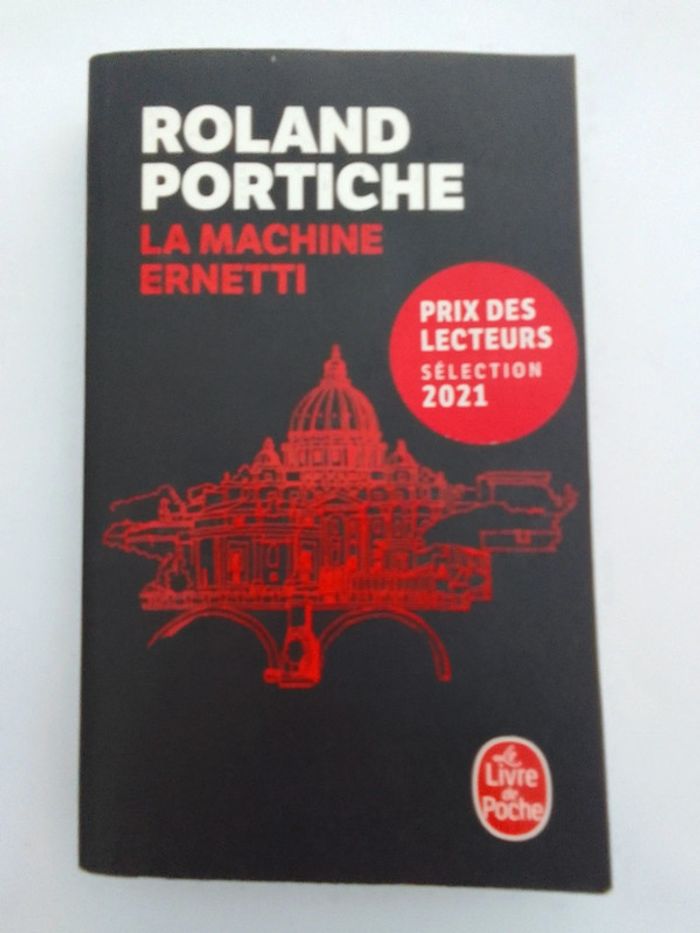 ROLAND
PORTICHE
LA MACHINE
ERNETTI
PRIX DES
LECTEURS
SÉLECTION
2021
Le
Livre
de
Poche